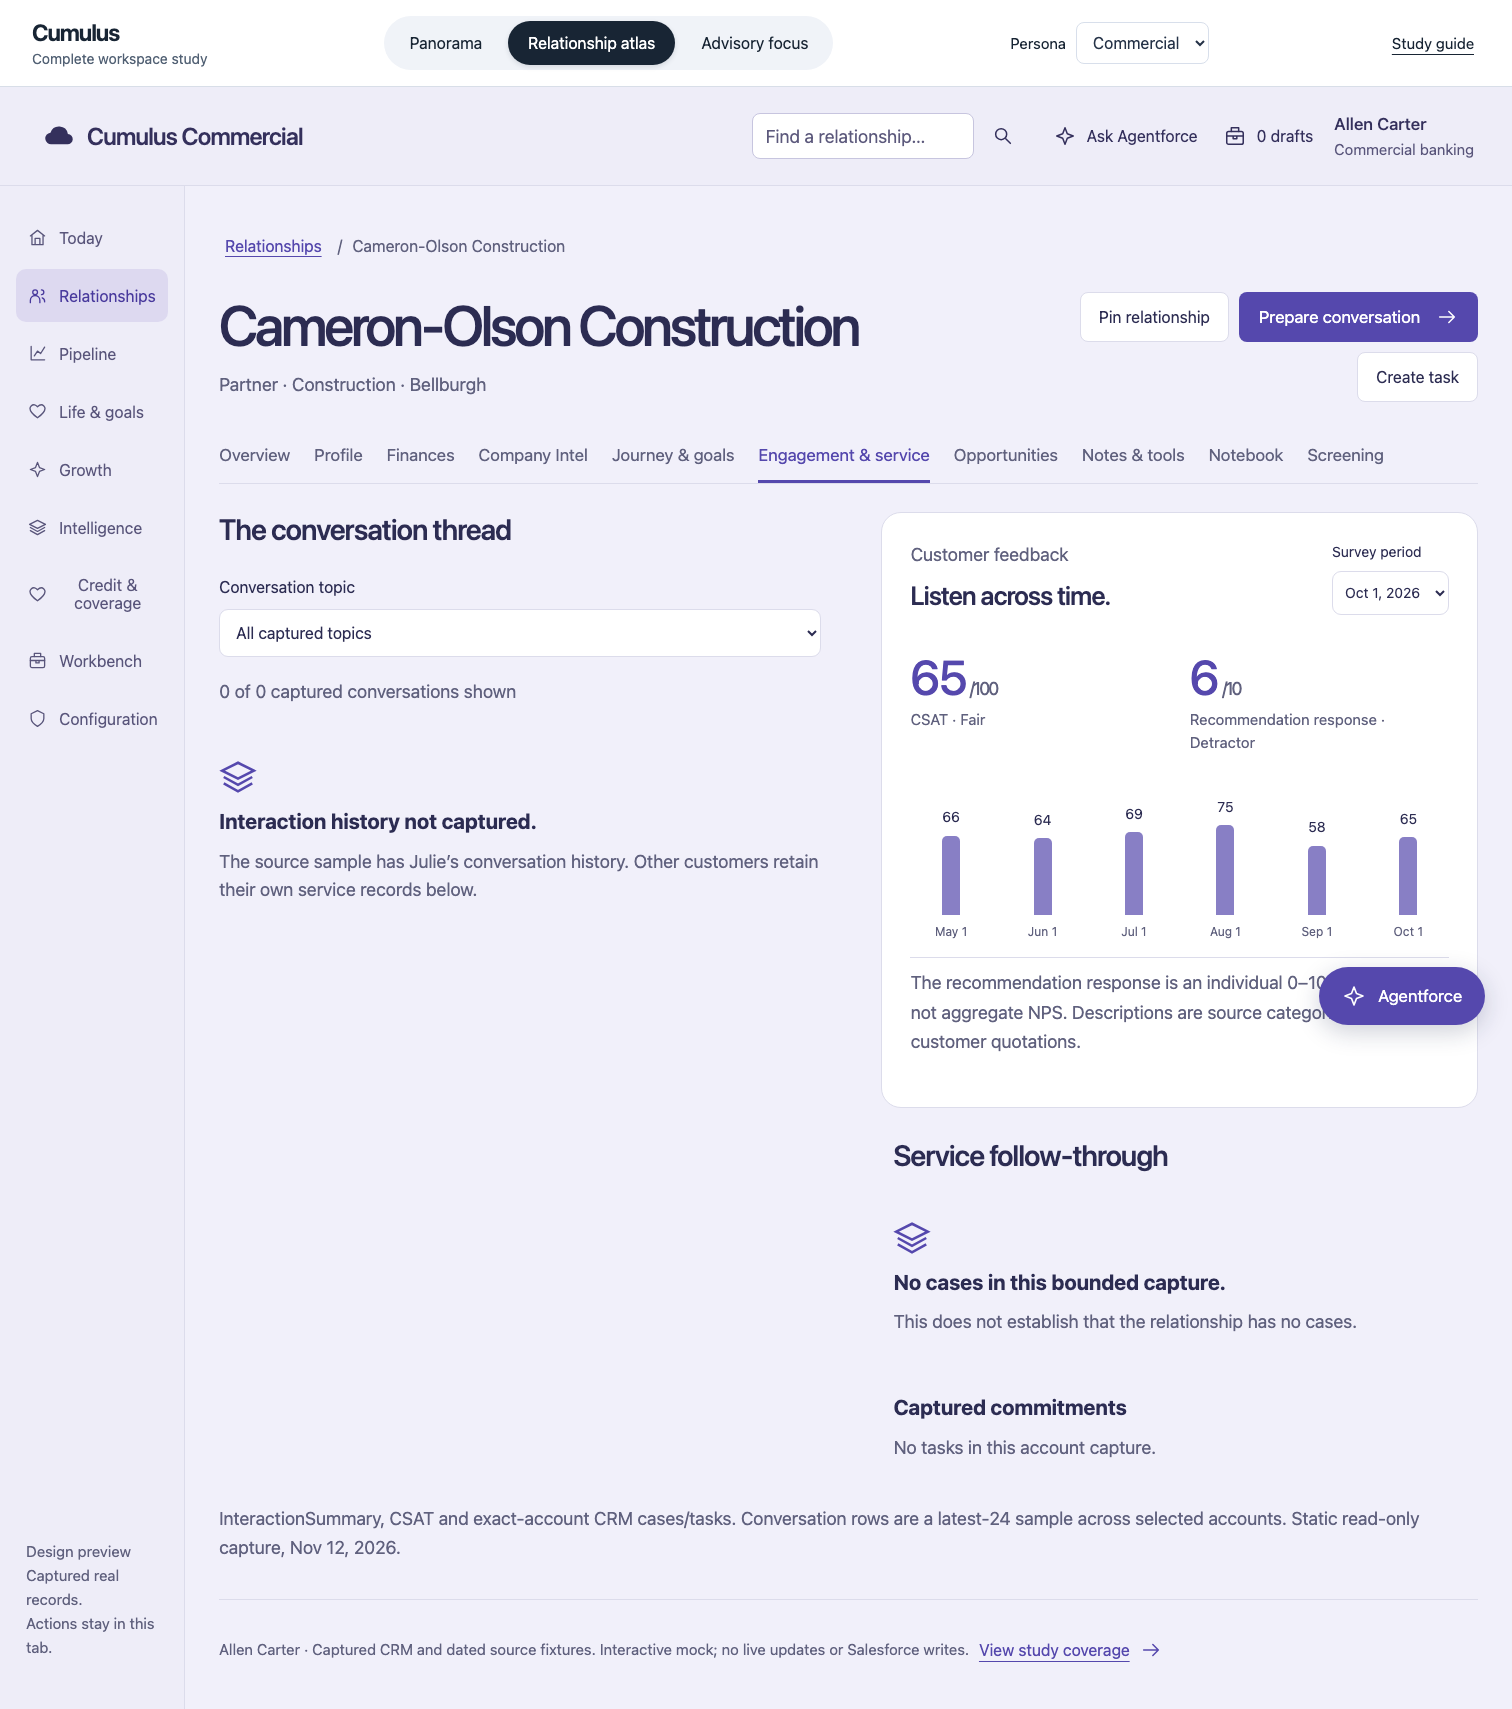 Cumulus
Complete workspace study
Panorama
Relationship atlas
Advisory focus
Persona
Commercial
Study guide
Cumulus Commercial
Find a relationship...
Ask Agentforce
0 drafts
Allen Carter
Commercial banking
Today
Relationships
Pipeline
Life & goals
Growth
Intelligence
Credit &
coverage
Workbench
Configuration
Relationships / Cameron-Olson Construction
Cameron-Olson Construction
Partner · Construction · Bellburgh
Pin relationship
Prepare conversation
Create task
Overview
Profile
Finances
Company Intel
Journey & goals
Engagement & service
Opportunities
Notes & tools
Notebook
Screening
The conversation thread
Conversation topic
All captured topics
0 of 0 captured conversations shown
Interaction history not captured.
The source sample has Julie’s conversation history. Other customers retain
their own service records below.
Customer feedback
Listen across time.
Survey period
Oct 1, 2026
65 /100
CSAT · Fair
6 /10
Recommendation response ·
Detractor
66
64
69
75
58
65
May 1
Jun 1
Jul 1
Aug 1
Sep 1
Oct 1
The recommendation response is an individual 0–10
not aggregate NPS. Descriptions are source
customer quotations.
Agentforce
Service follow-through
No cases in this bounded capture.
This does not establish that the relationship has no cases.
Captured commitments
No tasks in this account capture.
InteractionSummary, CSAT and exact-account CRM cases/tasks. Conversation rows are a latest-24 sample across selected accounts. Static read-only
capture, Nov 12, 2026.
Design preview
Captured real
records.
Actions stay in this
tab.
Allen Carter · Captured CRM and dated source fixtures. Interactive mock; no live updates or Salesforce writes.
View study coverage